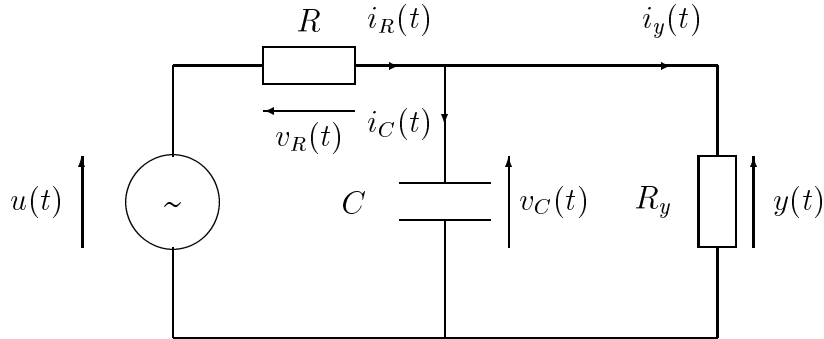 R i_R(t) i_y(t)
v_R(t) i_C(t)
u(t) ~ C v_C(t) R_y y(t)